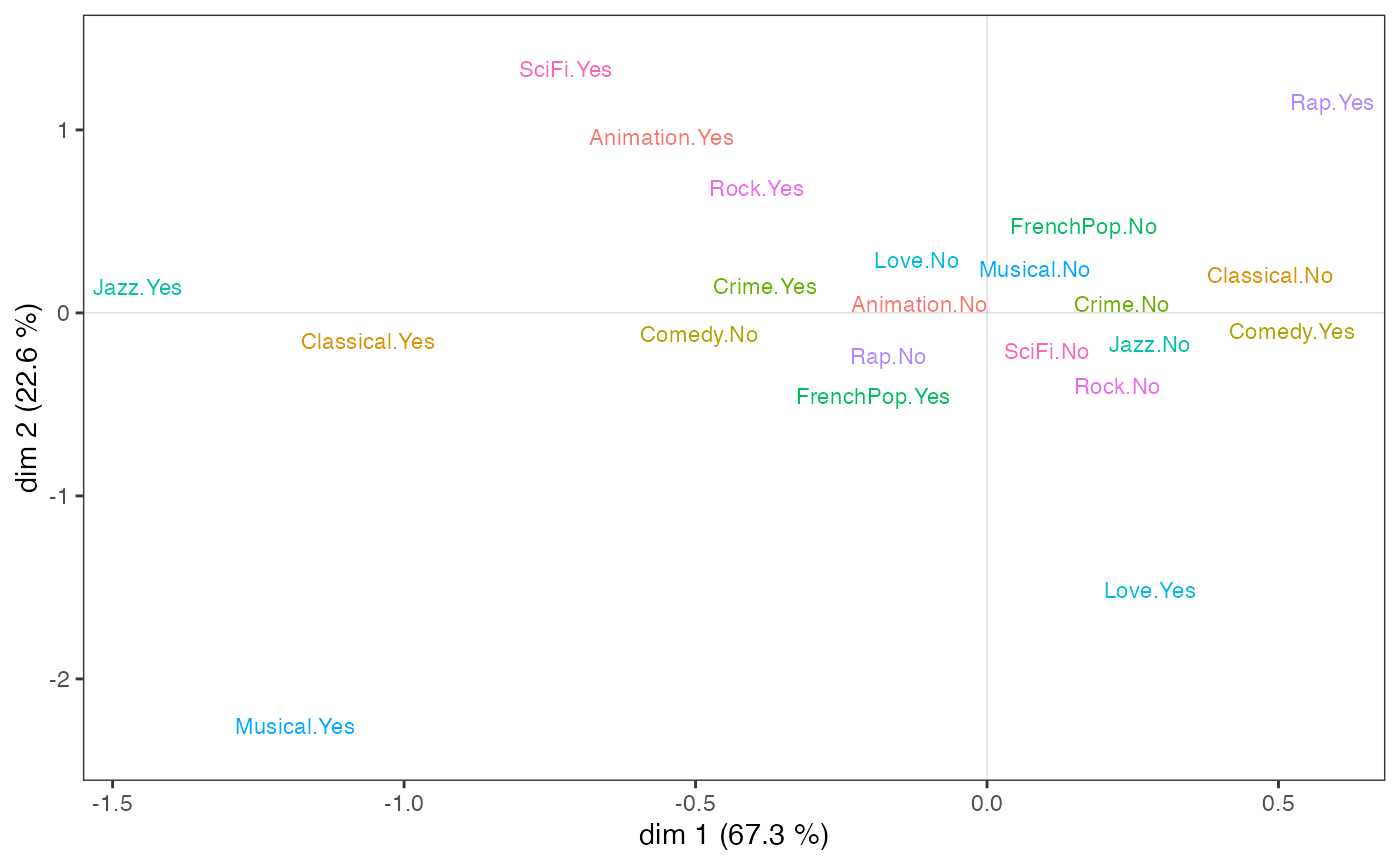 SciFi.Yes
Rap.Yes
1
Animation.Yes
Rock.Yes
FrenchPop.No
Love.No
Musical.No
Classical.No
Jazz.Yes
Crime.Yes
Animation.No
Crime.No
0
Classical.Yes
Comedy.No
Comedy.Yes
Rap.No
SciFi.No
Jazz.No
Rock.No
FrenchPop.Yes
dim 2 (22.6 %)
-1
Love.Yes
-2
Musical.Yes
-1.5 -1.0 -0.5 0.0 0.5
dim 1 (67.3 %)